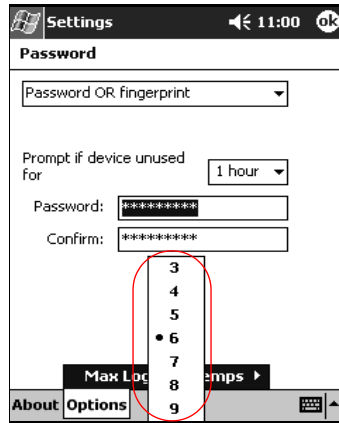 Settings 11:00 ok
Password
Password OR fingerprint
Prompt if device unused
for 1 hour
Password: *********
Confirm: *********
3
4
5
6
7
Max Log emps
8
About Options 9